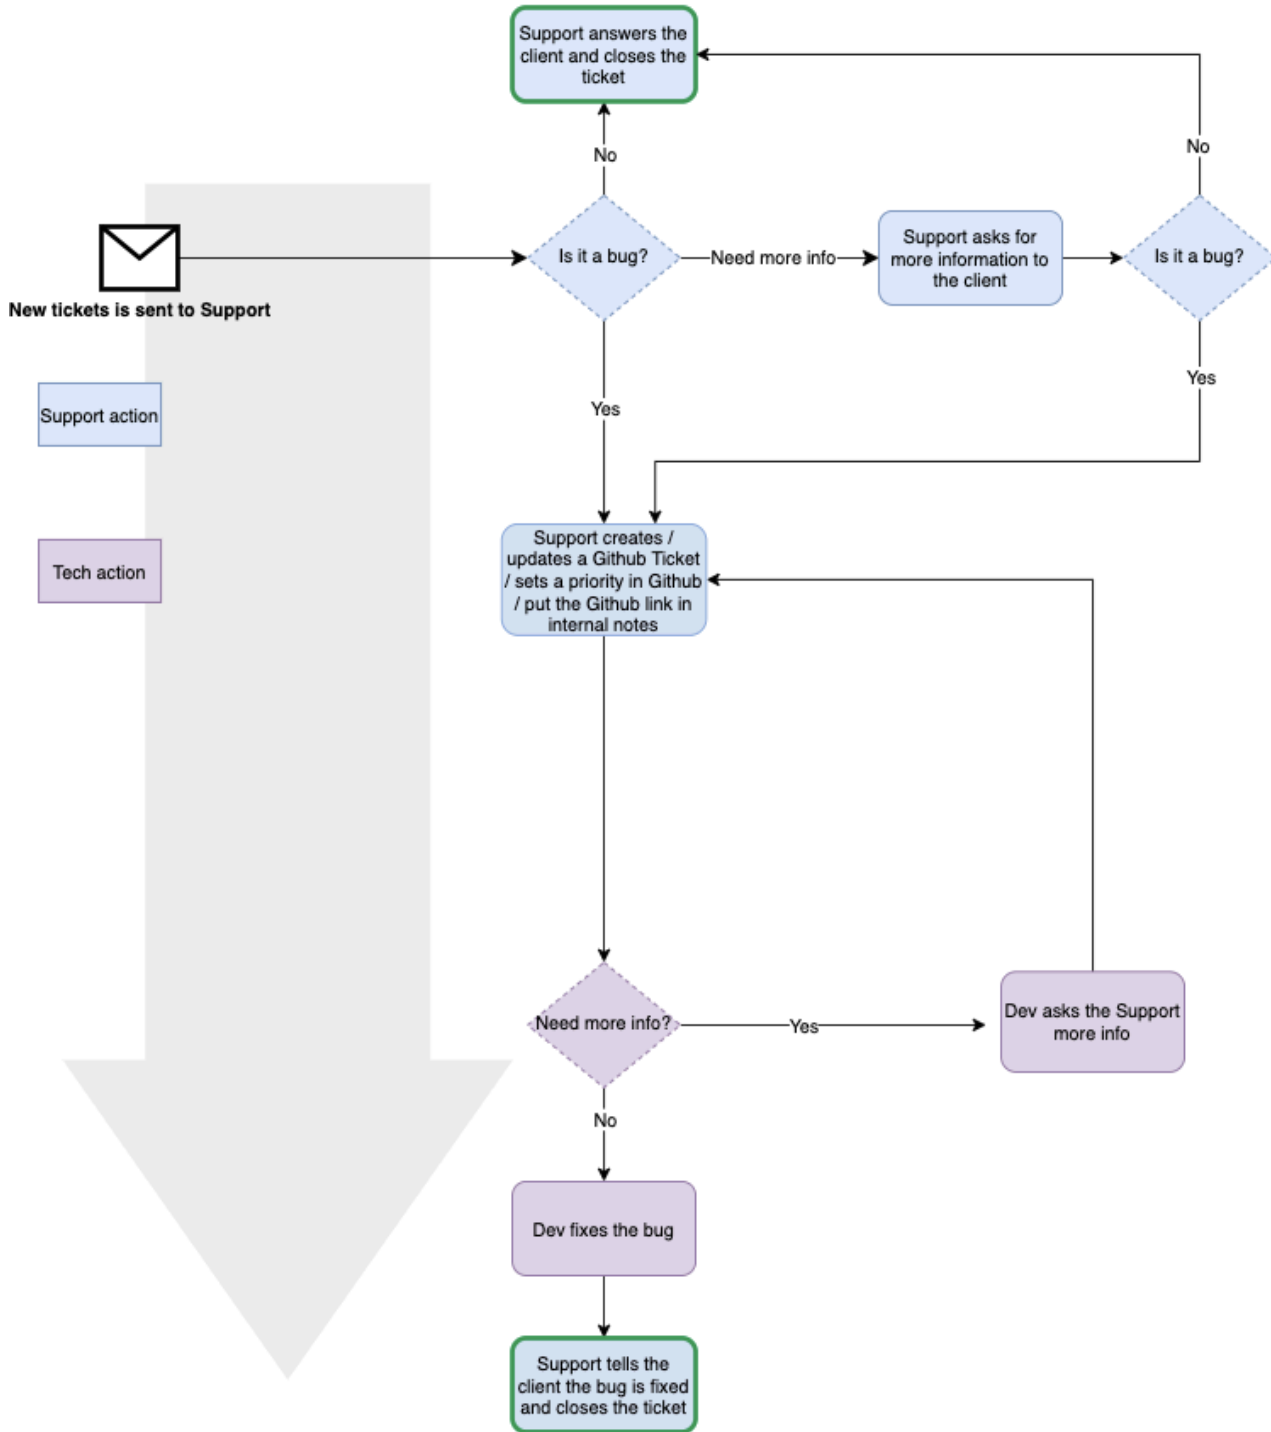 Support answers the
client and closes the
ticket
No
No
Is it a bug?
Need more info
Support asks for
more information to
the client
Is it a bug?
New tickets is sent to Support
Yes
Support action
Yes
Support creates /
updates a Github Ticket
/ sets a priority in Github
/ put the Github link in
internal notes
Tech action
Need more info?
Yes
Dev asks the Support
more info
No
Dev fixes the bug
Support tells the
client the bug is fixed
and closes the ticket